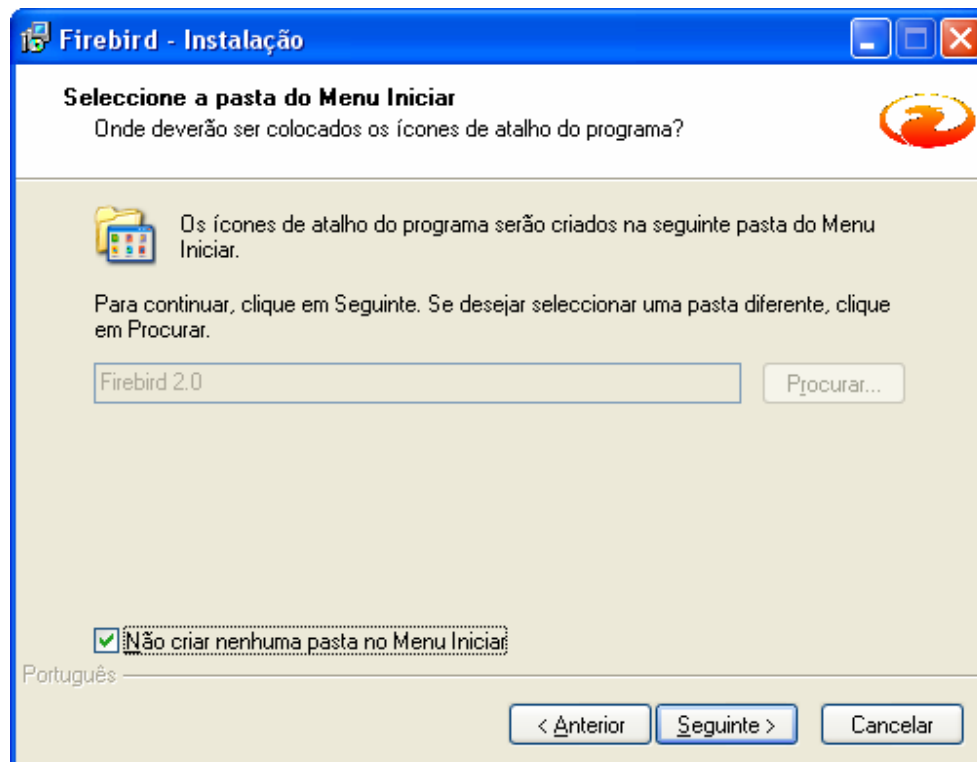 Firebird - Instalação
Seleccione a pasta do Menu Iniciar
Onde deverão ser colocados os ícones de atalho do programa?
Os ícones de atalho do programa serão criados na seguinte pasta do Menu
Iniciar.
Para continuar, clique em Seguinte. Se desejar seleccionar uma pasta diferente, clique
em Procurar.
Firebird 2.0
Procurar...
Não criar nenhuma pasta no Menu Iniciar
Português
< Anterior
Seguinte >
Cancelar